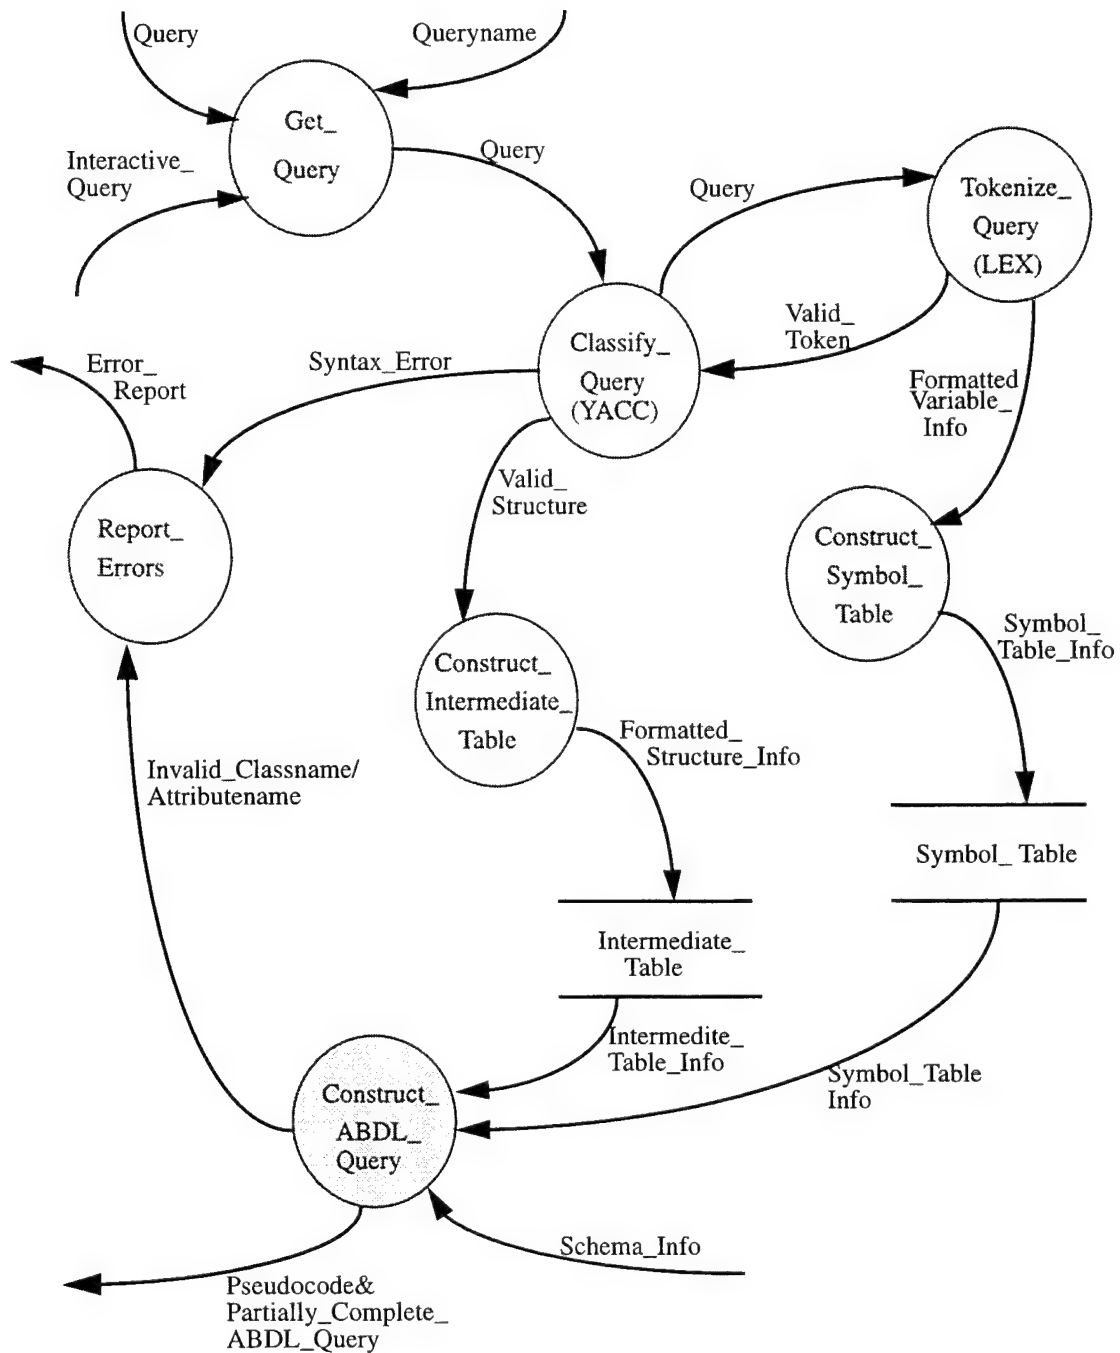 Query
Queryname
Get_
Query
Interactive_
Query
Query
Query
Tokenize_
Query
(LEX)
Valid_
Token
Classify_
Query
(YACC)
Syntax_Error
Error_
Report
Formatted
Variable_
Info
Valid_
Structure
Report_
Errors
Construct_
Symbol_
Table
Symbol_
Table_Info
Construct_
Intermediate_
Table
Formatted_
Structure_Info
Invalid_Classname/
Attributename
Symbol_ Table
Intermediate_
Table
Intermedite_
Table_Info
Symbol_Table
Info
Construct_
ABDL_
Query
Schema_Info
Pseudocode&
Partially_Complete_
ABDL_Query